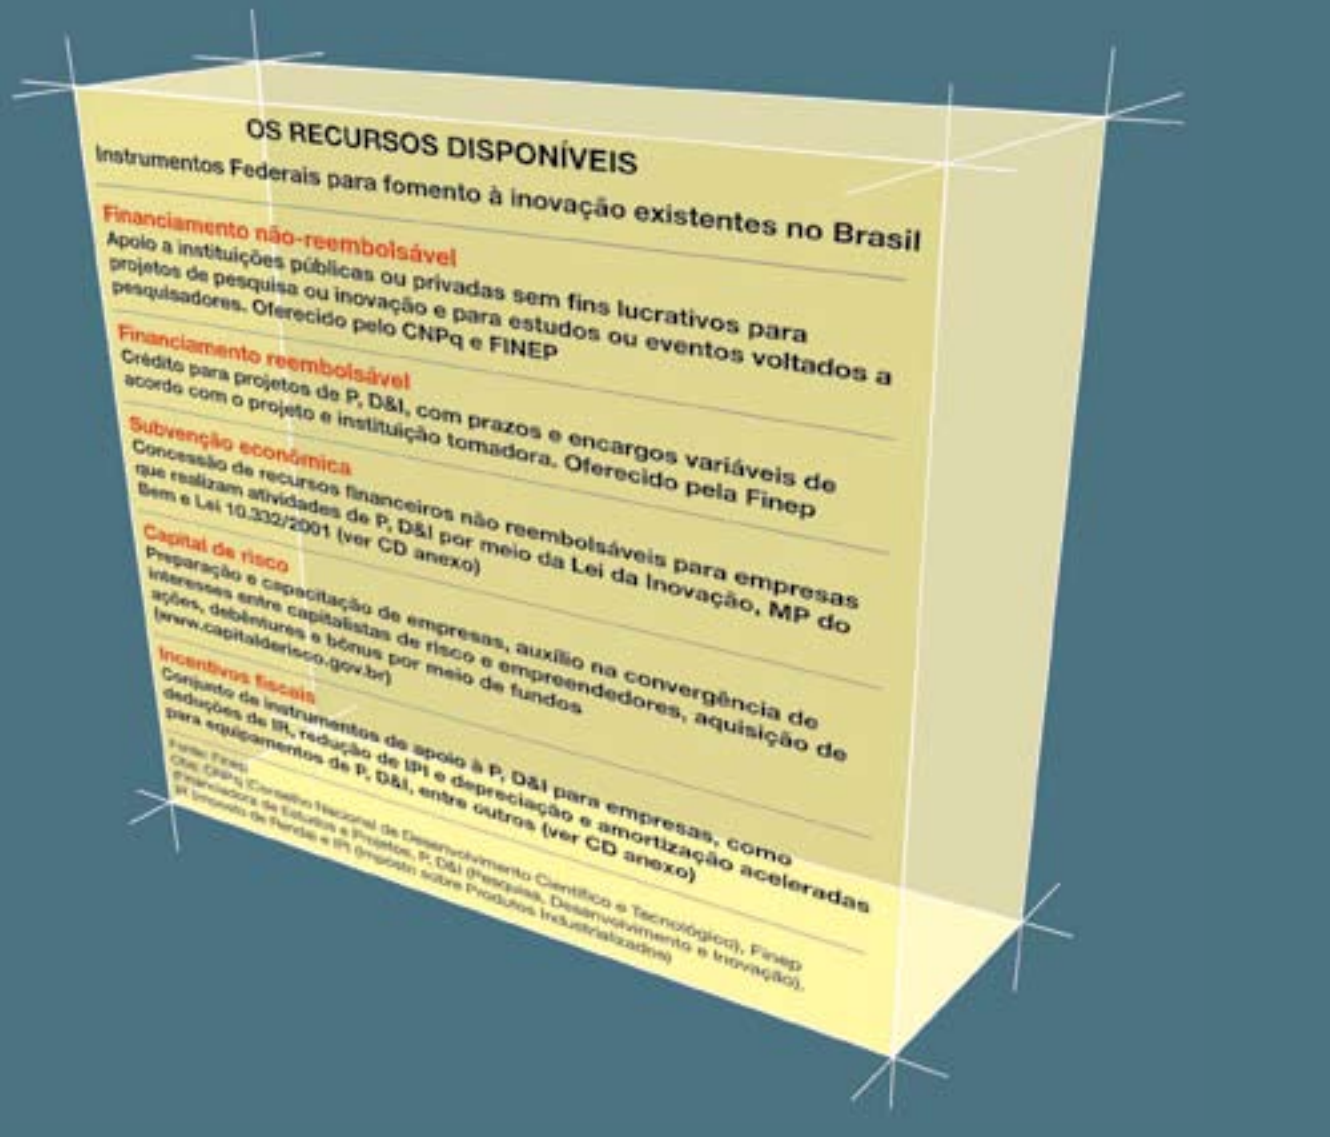 OS RECURSOS DISPONÍVEIS
Instrumentos Federais para fomento à inovação existentes no Brasil
Financiamento não-reembolsável
Apoio a instituições públicas ou privadas sem fins lucrativos para
projetos de pesquisa ou inovação e para estudos ou eventos voltados a
pesquisadores. Oferecido pelo CNPq e FINEP
Financiamento reembolsável
Crédito para projetos de P, D&I, com prazos e encargos variáveis de
acordo com o projeto e instituição tomadora. Oferecido pela Finep
Subvenção econômica
Concessão de recursos financeiros não reembolsáveis para empresas
que realizam atividades de P, D&I por meio da Lei da Inovação, MP do
Bem e Lei 10.332/2001 (ver CD anexo)
Capital de risco
Preparação e capacitação de empresas, auxílio na convergência de
interesses entre capitalistas de risco e empreendedores, aquisição de
ações, debêntures e bônus por meio de fundos
(www.capitalderisco.gov.br)
Incentivos fiscais
Conjunto de instrumentos de apoio à P, D&I para empresas, como
deduções de IR, redução de IPI e depreciação e amortização aceleradas
para equipamentos de P, D&I, entre outros (ver CD anexo)
Fonte: Finep
Obs: CNPq (Conselho Nacional de Desenvolvimento Científico e Tecnológico), Finep
(Financiadora de Estudos e Projetos, P, D&I (Pesquisa, Desenvolvimento e Inovação),
IR (Imposto de Renda) e IPI (Imposto sobre Produtos Industrializados)